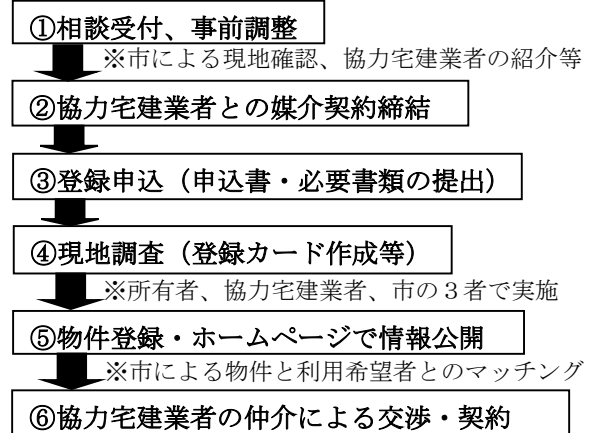 ①相談受付、事前調整
※市による現地確認、協力宅建業者の紹介等
②協力宅建業者との媒介契約締結
③登録申込（申込書・必要書類の提出）
④現地調査（登録カード作成等）
※所有者、協力宅建業者、市の３者で実施
⑤物件登録・ホームページで情報公開
※市による物件と利用希望者とのマッチング
⑥協力宅建業者の仲介による交渉・契約